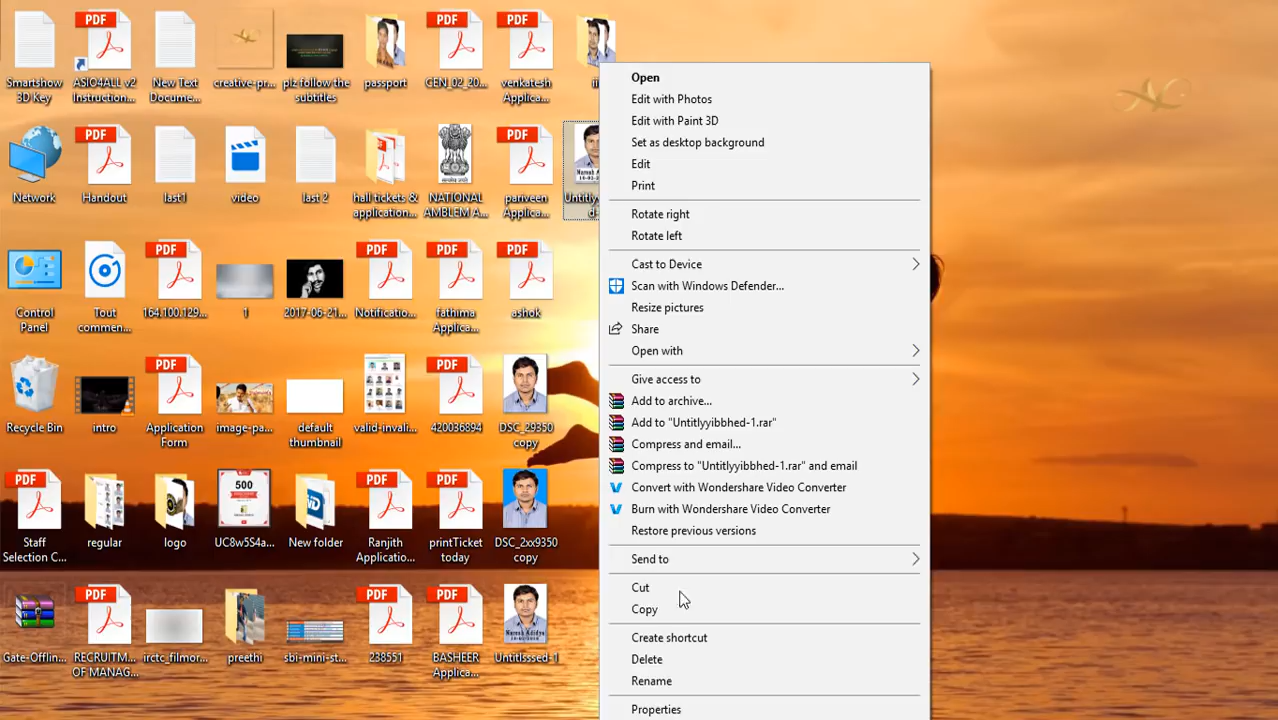 Smartshow
3D Key
PDF
ASIO4ALL v2
Instruction...
New Text
Docume...
creative-pr...
plz follow the
subtitles
passport
PDF
CEN_02_20...
PDF
venkatesh
Applica...
Network
PDF
Handout
last1
video
last 2
hall tickets &
application...
NATIONAL
AMBLEM A...
PDF
pariveen
Applica...
Control
Panel
Tout
commen...
PDF
164.100.129...
1
2017-06-21...
PDF
Notificatio...
PDF
fathima
Applica...
PDF
ashok
Recycle Bin
intro
PDF
Application
Form
image-pa...
default
thumbnail
valid-invali...
PDF
420036894
DSC_29350
copy
PDF
Staff
Selection C...
regular
logo
500
UC8w5S4a...
New folder
PDF
Ranjith
Applicatio...
PDF
printTicket
today
DSC_2xx9350
copy
Gate-Offlin...
PDF
RECRUITM...
OF MANAG...
irctc_filmor...
preethi
sbi-mini-st...
PDF
238551
PDF
BASHEER
Applica...
Untitlsssed-1
Open
Edit with Photos
Edit with Paint 3D
Set as desktop background
Edit
Print
Rotate right
Rotate left
Cast to Device
Scan with Windows Defender...
Resize pictures
Share
Open with
Give access to
Add to archive...
Add to "Untitlyyibbhed-1.rar"
Compress and email...
Compress to "Untitlyyibbhed-1.rar" and email
Convert with Wondershare Video Converter
Burn with Wondershare Video Converter
Restore previous versions
Send to
Cut
Copy
Create shortcut
Delete
Rename
Properties